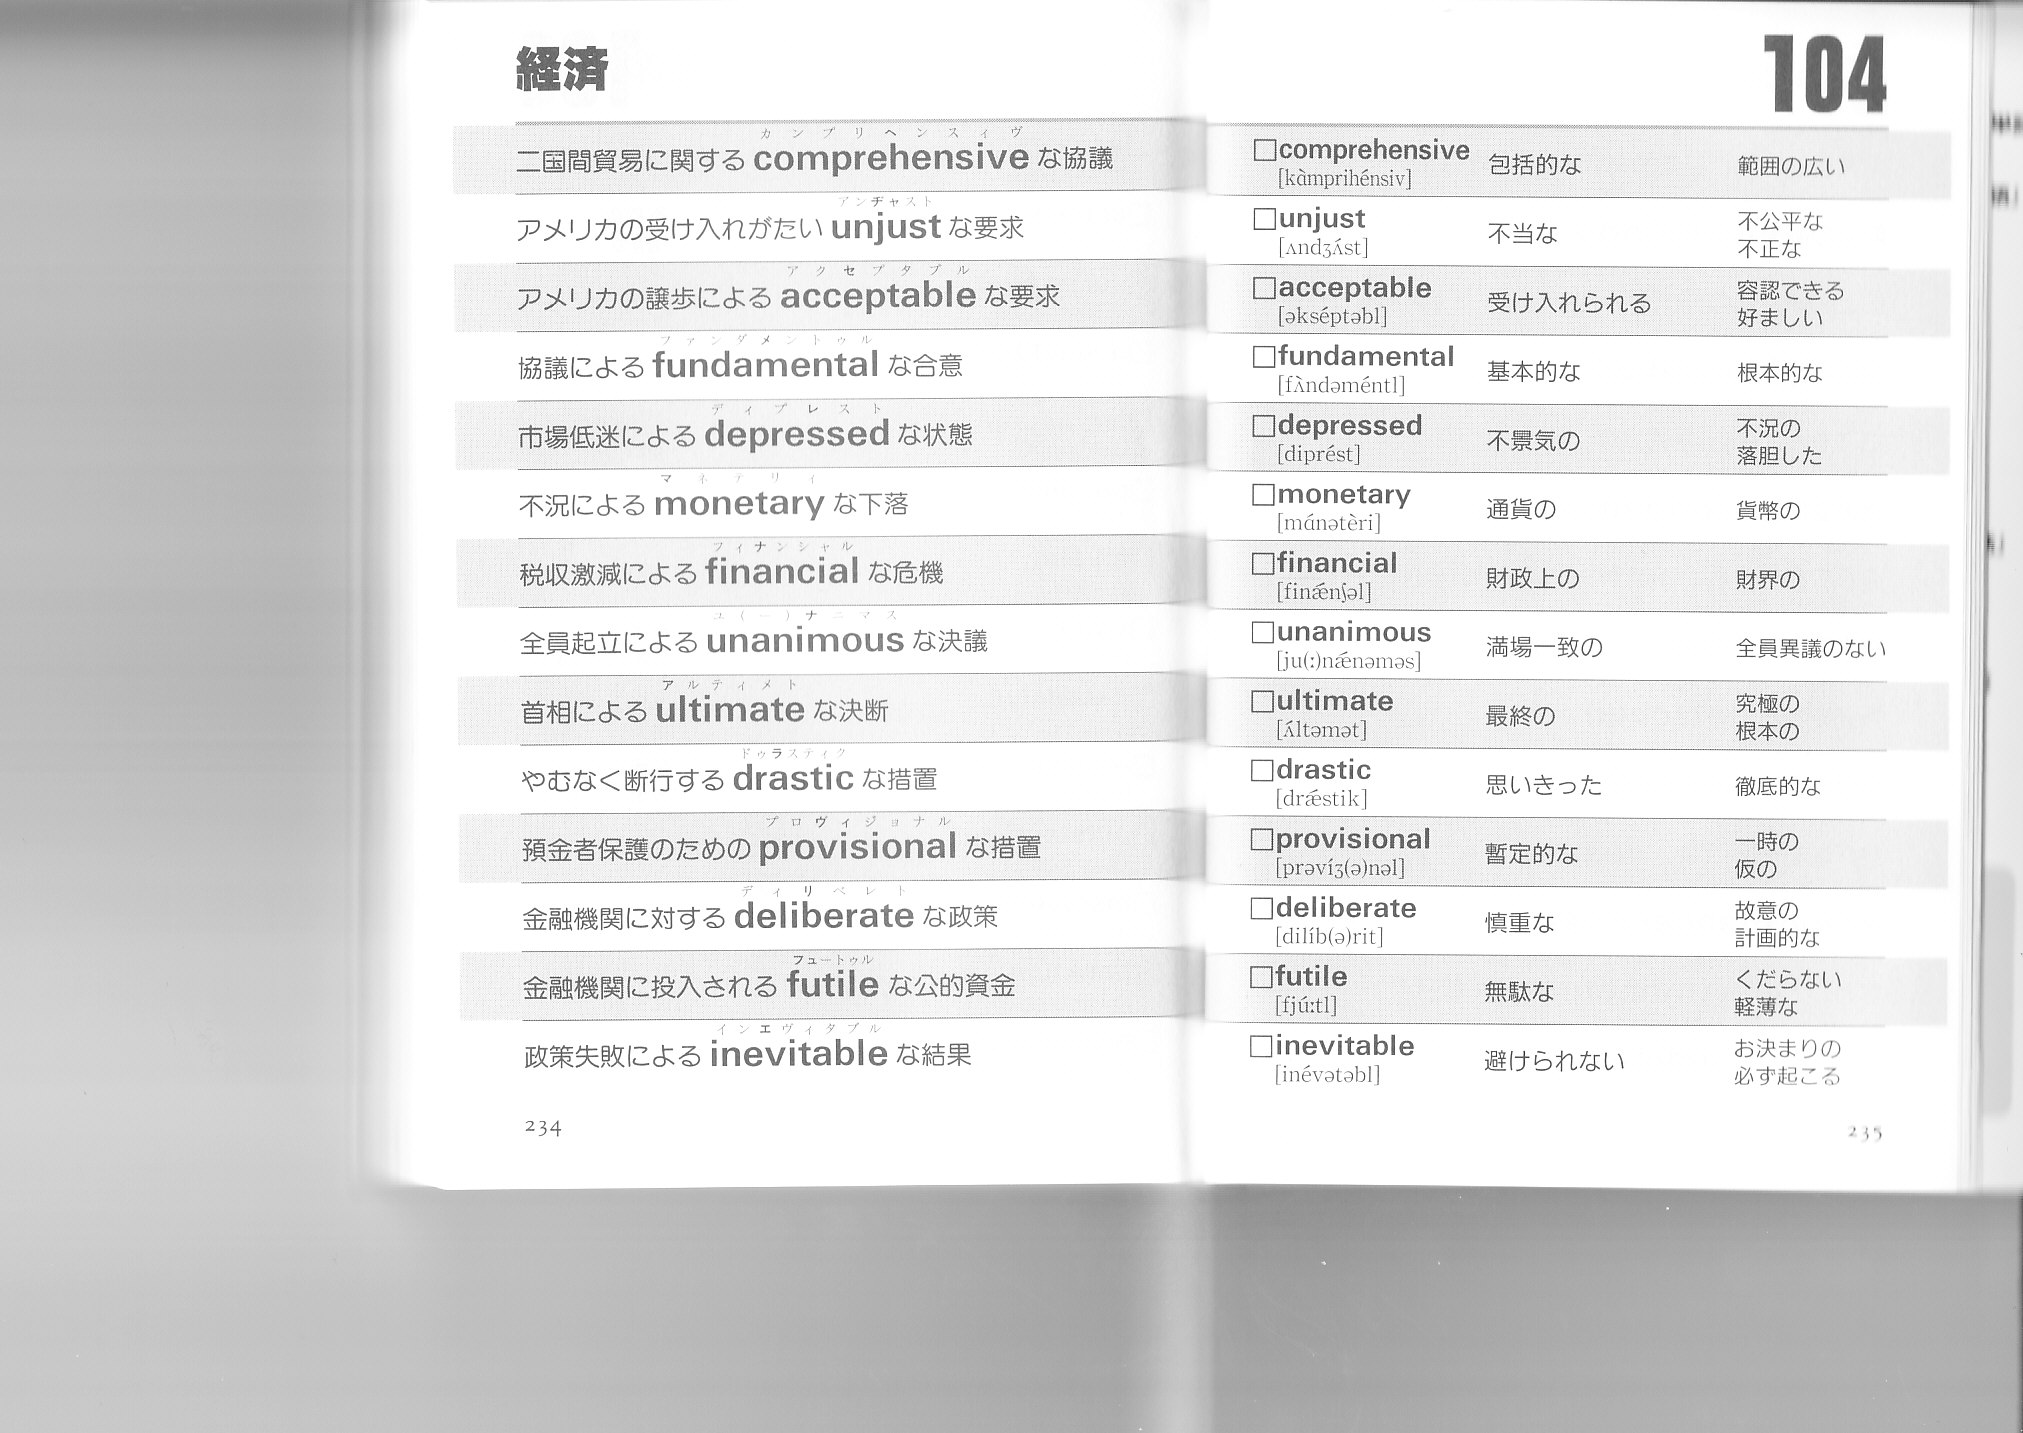 経済
カンプリヘンスィヴ
二国間貿易に関する comprehensive な協議
アンヂャスト
アメリカの受け入れがたい unjust な要求
アクセプタブル
アメリカの譲歩による acceptable な要求
ファンダメントゥル
協議による fundamental な合意
ディプレスト
市場低迷による depressed な状態
マネテリィ
不況による monetary な下落
フィナンシャル
税収激減による financial な危機
ユ(ー)ナニマス
全員起立による unanimous な決議
アルティメト
首相による ultimate な決断
ドゥラスティク
やむなく断行する drastic な措置
プロヴィジョナル
預金者保護のための provisional な措置
ディリベレト
金融機関に対する deliberate な政策
フュートゥル
金融機関に投入される futile な公的資金
インエヴィタブル
政策失敗による inevitable な結果
234
104
□comprehensive 包括的な 範囲の広い
[kàmprihénsiv]
□unjust 不当な 不公平な
[ʌndʒʌ́st] 不正な
□acceptable 受け入れられる 容認できる
[əkséptəbl] 好ましい
□fundamental 基本的な 根本的な
[fʌ̀ndəméntl]
□depressed 不景気の 不況の
[diprést] 落胆した
□monetary 通貨の 貨幣の
[mɑ́nətèri]
□financial 財政上の 財界の
[finǽnʃəl]
□unanimous 満場一致の 全員異議のない
[ju(:)nǽnəməs]
□ultimate 最終の 究極の
[ʌ́ltəmət] 根本の
□drastic 思いきった 徹底的な
[drǽstik]
□provisional 暫定的な 一時の
[prəvíʒ(ə)nəl] 仮の
□deliberate 慎重な 故意の
[dilíb(ə)rit] 計画的な
□futile 無駄な くだらない
[fjú:tl] 軽薄な
□inevitable 避けられない お決まりの
[inévətəbl] 必ず起こる
235